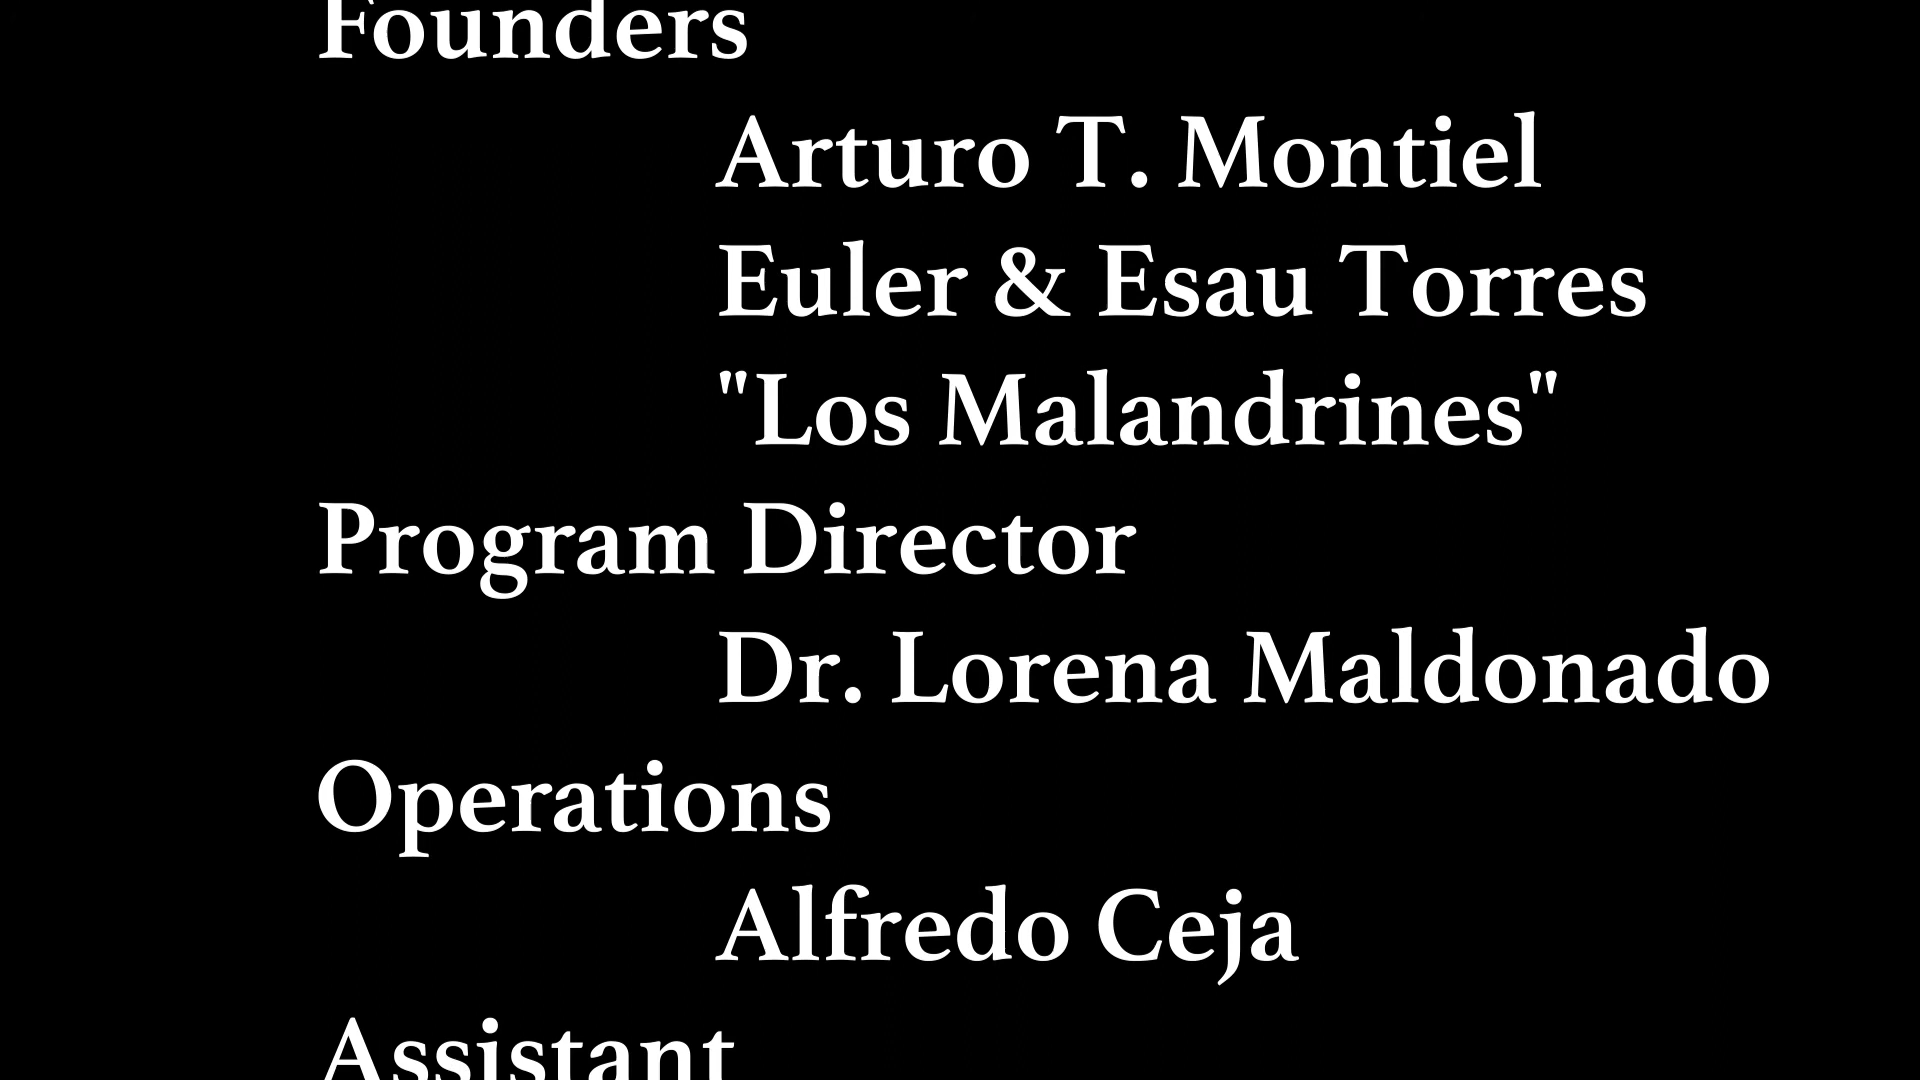 Founders
Arturo T. Montiel
Euler & Esau Torres
"Los Malandrines"
Program Director
Dr. Lorena Maldonado
Operations
Alfredo Ceja
Assistant